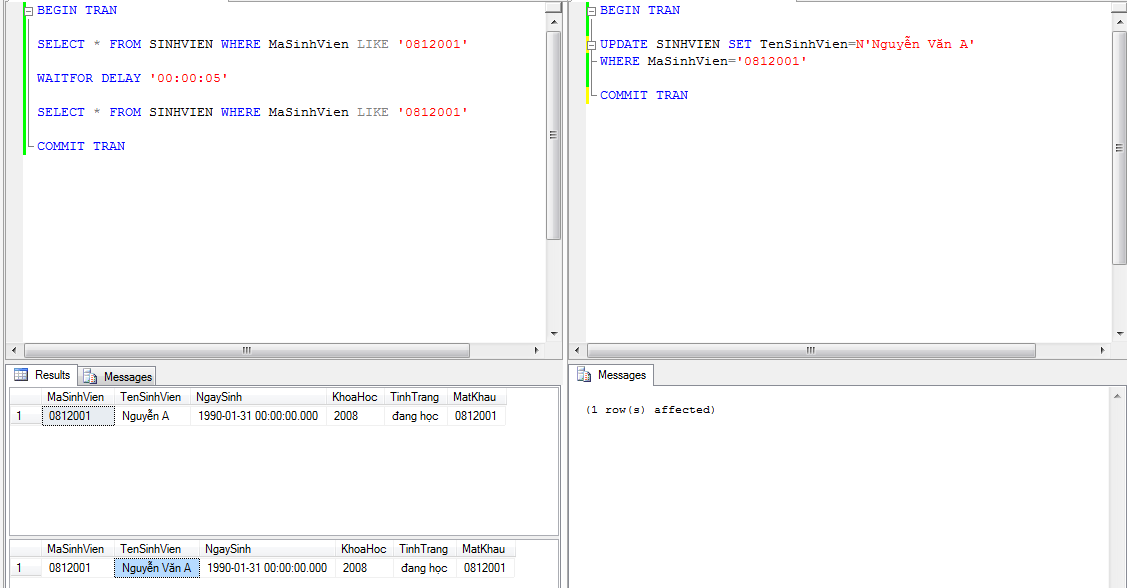 BEGIN TRAN
SELECT * FROM SINHVIEN WHERE MaSinhVien LIKE '0812001'
WAITFOR DELAY '00:00:05'
SELECT * FROM SINHVIEN WHERE MaSinhVien LIKE '0812001'
COMMIT TRAN
BEGIN TRAN
UPDATE SINHVIEN SET TenSinhVien=N'Nguyễn Văn A'
WHERE MaSinhVien='0812001'
COMMIT TRAN
Results Messages
MaSinhVien TenSinhVien NgaySinh KhoaHoc TinhTrang MatKhau
1 0812001 Nguyễn A 1990-01-31 00:00:00.000 2008 đang học 0812001
MaSinhVien TenSinhVien NgaySinh KhoaHoc TinhTrang MatKhau
1 0812001 Nguyễn Văn A 1990-01-31 00:00:00.000 2008 đang học 0812001
Messages
(1 row(s) affected)